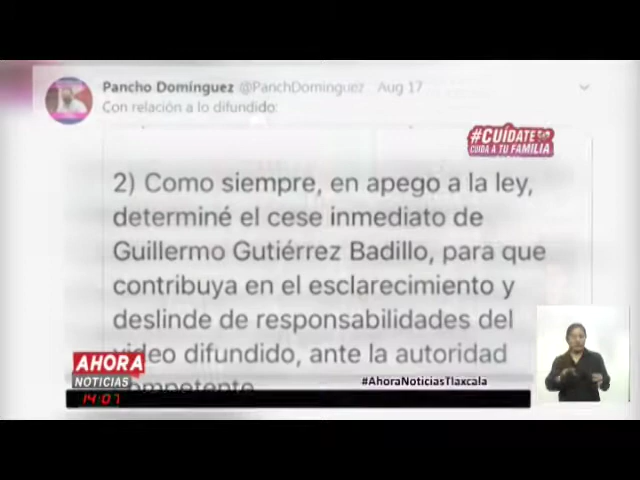 Pancho Domínguez @PanchDominguez Aug 17
Con relación a lo difundido:
#CUÍDATE
CUIDA A TU FAMILIA
2) Como siempre, en apego a la ley,
determiné el cese inmediato de
Guillermo Gutiérrez Badillo, para que
contribuya en el esclarecimiento y
deslinde de responsabilidades del
video difundido, ante la autoridad
competente
AHORA
NOTICIAS
#AhoraNoticiasTlaxcala
14:07